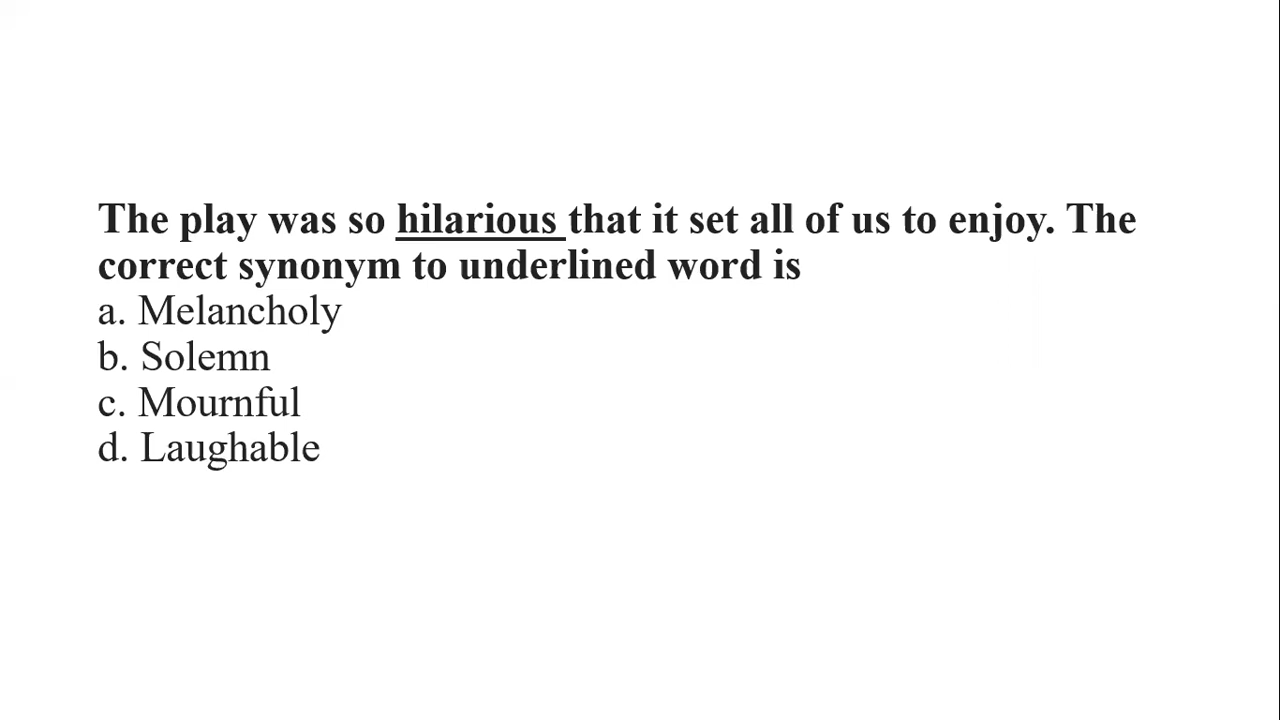 The play was so hilarious that it set all of us to enjoy. The
correct synonym to underlined word is
a. Melancholy
b. Solemn
c. Mournful
d. Laughable